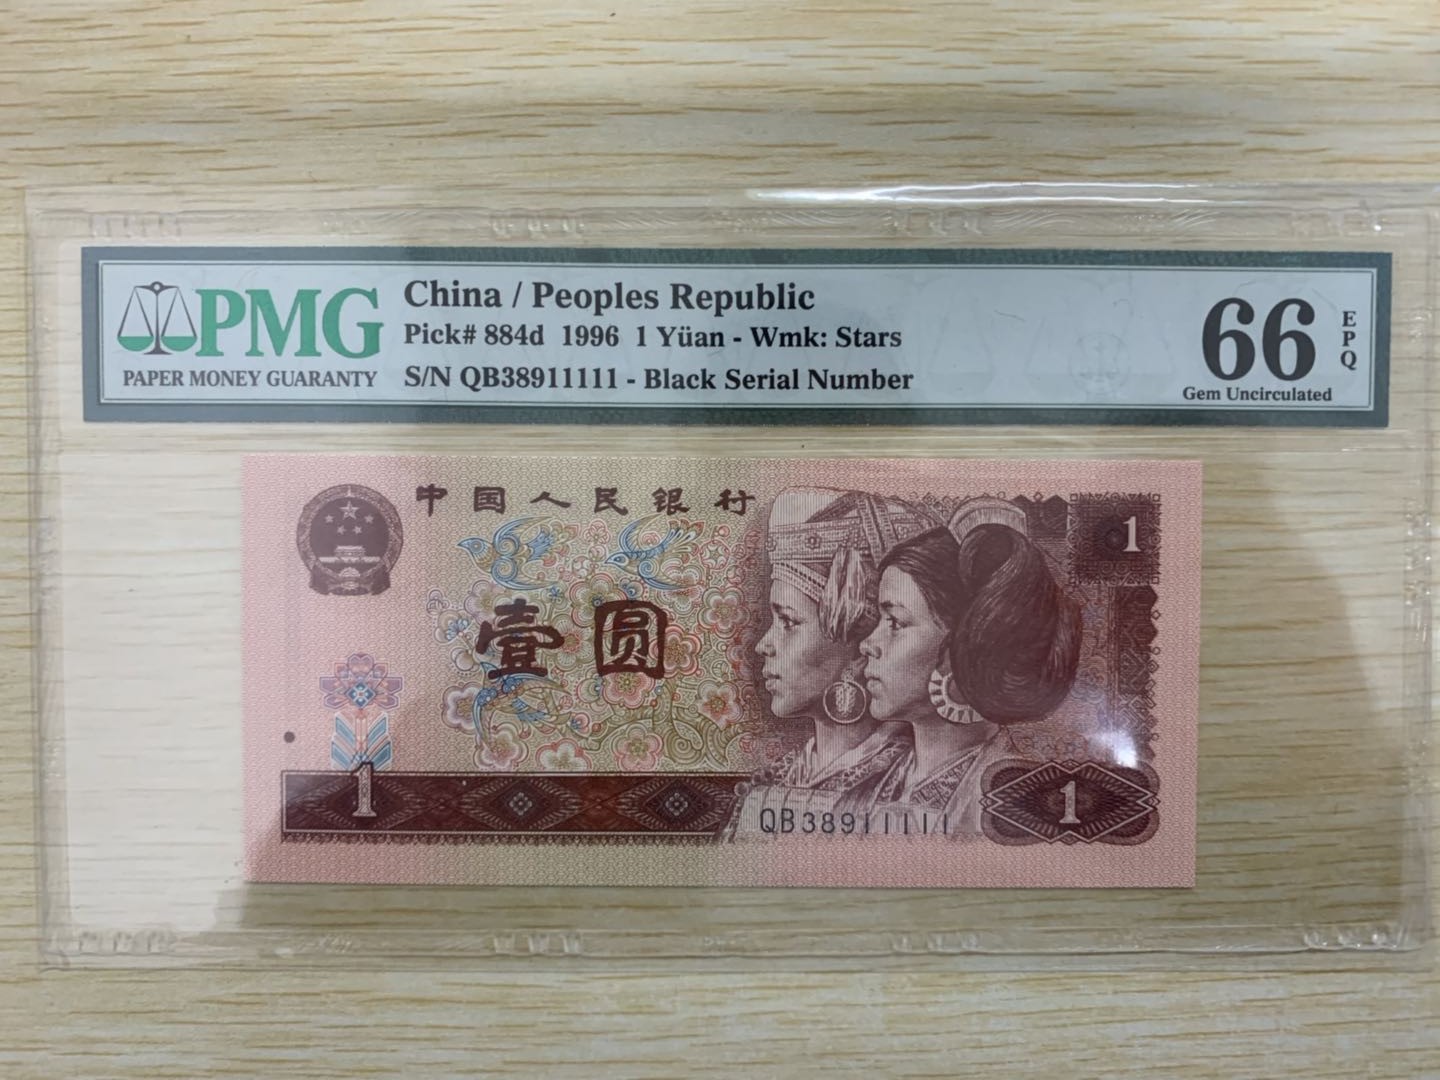 PMG
PAPER MONEY GUARANTY
China / Peoples Republic
Pick# 884d 1996 1 Yüan - Wmk: Stars
S/N QB38911111 - Black Serial Number
66
EPQ
Gem Uncirculated
中国人民银行
1
壹圆
1
QB38911111
1